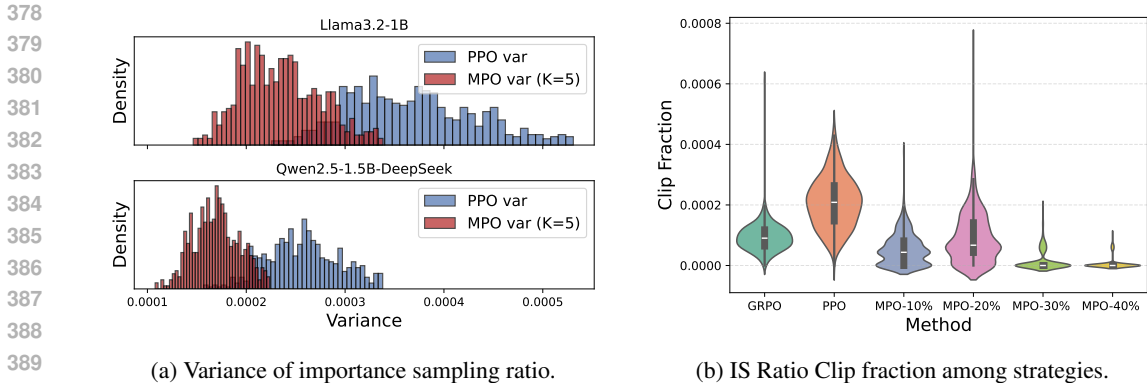 378
379
380
381
382
383
384
385
386
387
388
389
Llama3.2-1B
Density
PPO var
MPO var (K=5)
Qwen2.5-1.5B-DeepSeek
Density
PPO var
MPO var (K=5)
0.0001 0.0002 0.0003 0.0004 0.0005
Variance
(a) Variance of importance sampling ratio.
0.0008
0.0006
0.0004
0.0002
0.0000
Clip Fraction
GRPO PPO MPO-10% MPO-20% MPO-30% MPO-40%
Method
(b) IS Ratio Clip fraction among strategies.